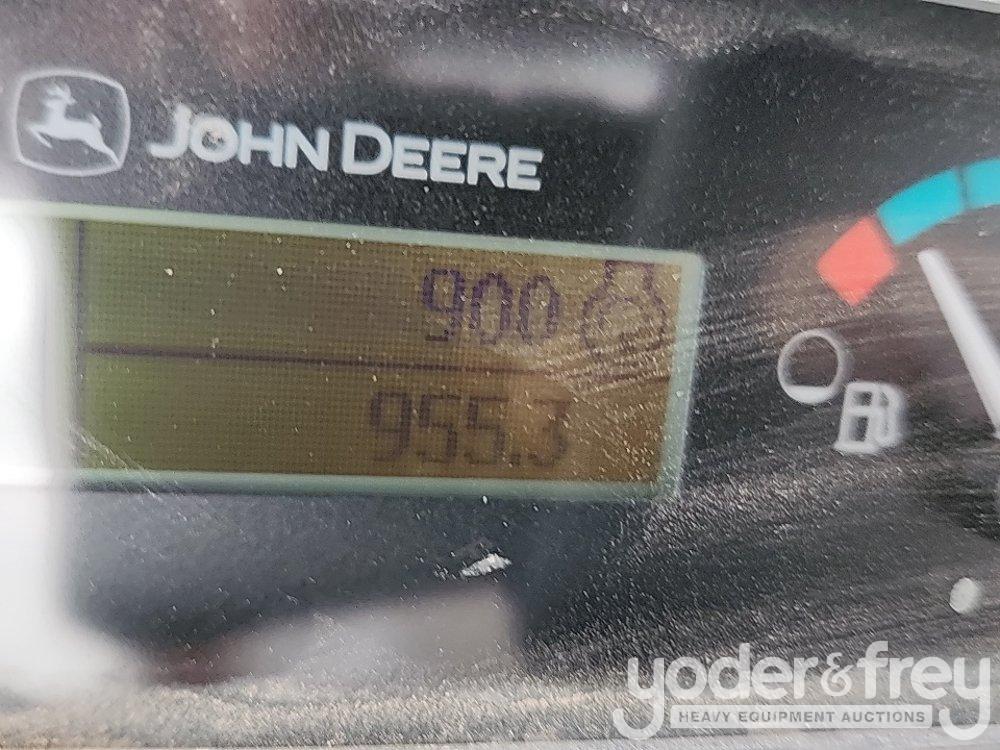 JOHN DEERE
900
955.3
yoder&frey
HEAVY EQUIPMENT AUCTIONS